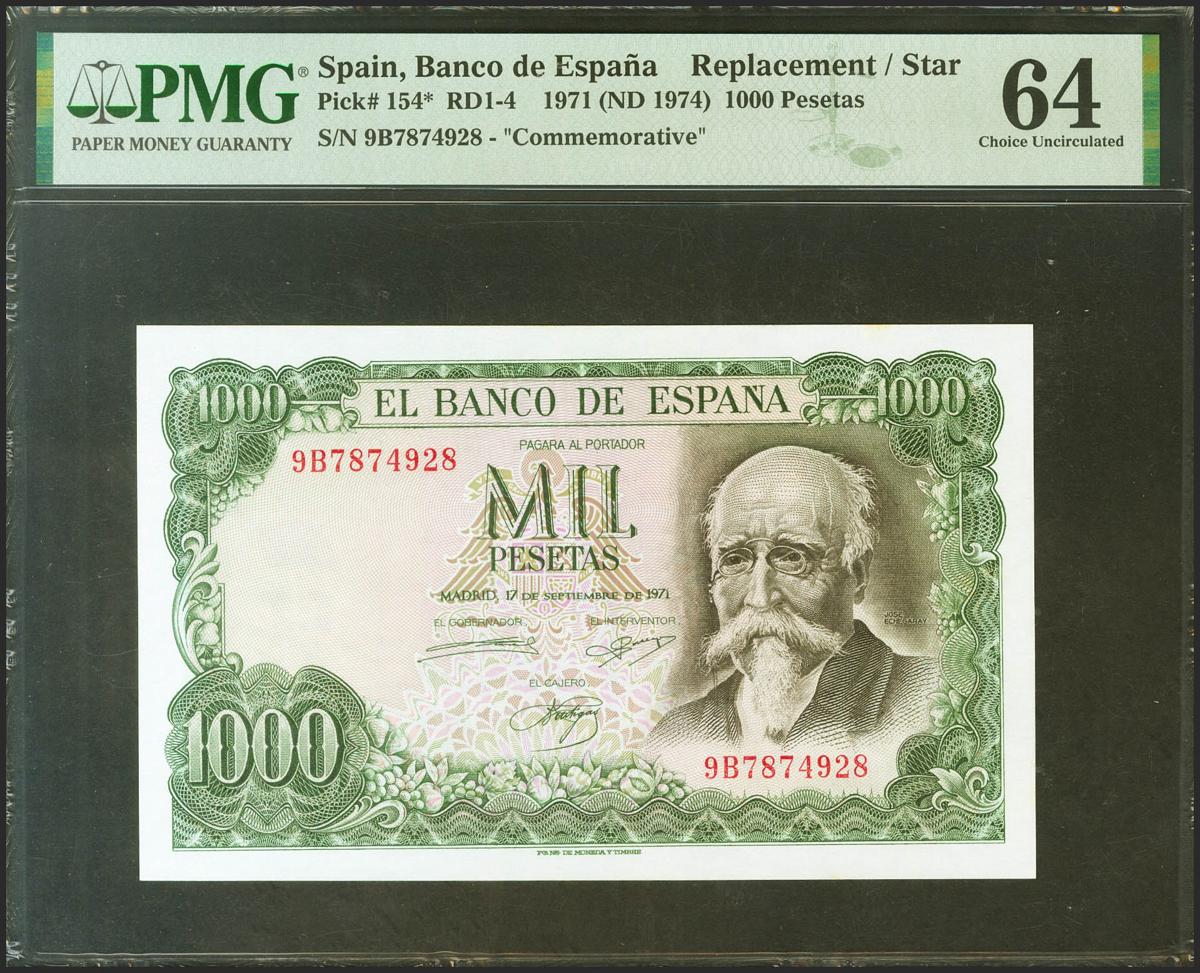 PMG®
PAPER MONEY GUARANTY
Spain, Banco de España Replacement / Star
Pick# 154* RD1-4 1971 (ND 1974) 1000 Pesetas
S/N 9B7874928 - "Commemorative"
64
Choice Uncirculated
1000
EL BANCO DE ESPAÑA
1000
PAGARA AL PORTADOR
9B7874928
MIL
PESETAS
MADRID, 17 DE SEPTIEMBRE DE 1971
EL GOBERNADOR
EL INTERVENTOR
JOSE
ECHEGARAY
EL CAJERO
1000
9B7874928
DE MONEDA Y TIMBRE